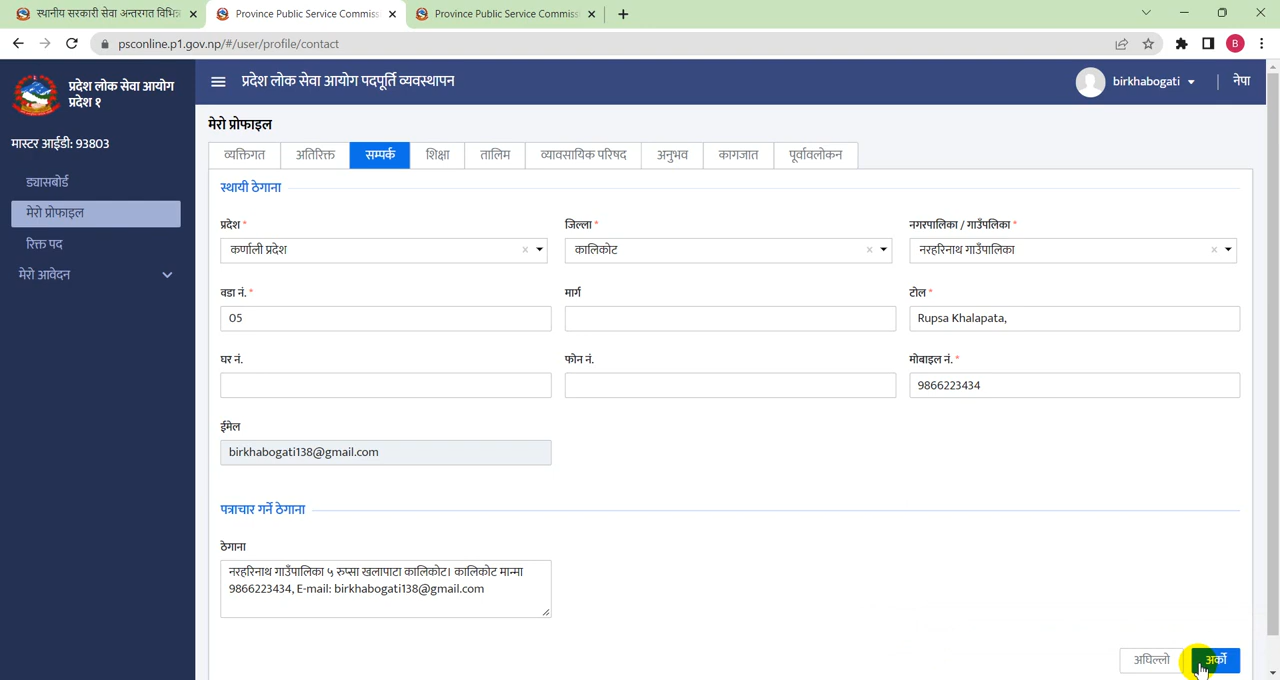 स्थानीय सरकारी सेवा अन्तरगत विभिन्न
Province Public Service Commiss
Province Public Service Commiss
psconline.p1.gov.np/#/user/profile/contact
B
प्रदेश लोक सेवा आयोग
प्रदेश १
प्रदेश लोक सेवा आयोग पदपूर्ति व्यवस्थापन
birkhabogati
नेपा
मास्टर आईडी: 93803
ड्यासबोर्ड
मेरो प्रोफाइल
रिक्त पद
मेरो आवेदन
मेरो प्रोफाइल
व्यक्तिगत
अतिरिक्त
सम्पर्क
शिक्षा
तालिम
व्यावसायिक परिषद
अनुभव
कागजात
पूर्वावलोकन
स्थायी ठेगाना
प्रदेश *
जिल्ला *
नगरपालिका / गाउँपलिका *
कर्णाली प्रदेश
कालिकोट
नरहरिनाथ गाउँपालिका
वडा नं. *
मार्ग
टोल *
05
Rupsa Khalapata,
घर नं.
फोन नं.
मोबाइल नं. *
9866223434
ईमेल
birkhabogati138@gmail.com
पत्राचार गर्ने ठेगाना
ठेगाना
नरहरिनाथ गाउँपालिका ५ रुप्सा खलापाटा कालिकोट। कालिकोट मान्मा
9866223434, E-mail: birkhabogati138@gmail.com
अघिल्लो
अर्को